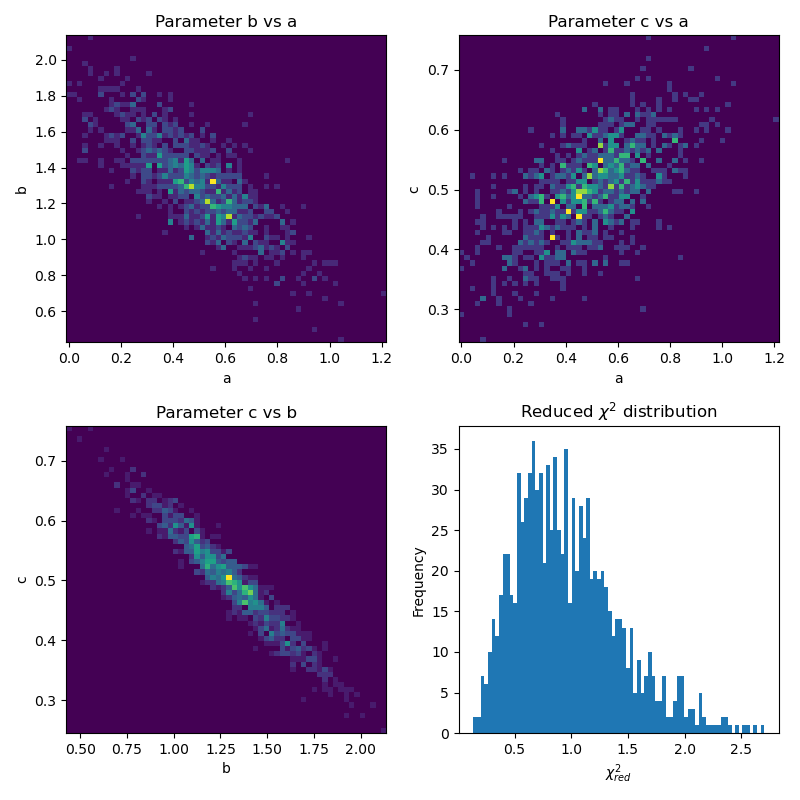 Parameter b vs a
2.0
1.8
1.6
1.4
1.2
1.0
0.8
0.6
b
0.0 0.2 0.4 0.6 0.8 1.0 1.2
a
Parameter c vs a
0.7
0.6
0.5
0.4
0.3
c
0.0 0.2 0.4 0.6 0.8 1.0 1.2
a
Parameter c vs b
0.7
0.6
0.5
0.4
0.3
c
0.50 0.75 1.00 1.25 1.50 1.75 2.00
b
Reduced χ² distribution
35
30
25
20
15
10
5
0
Frequency
0.5 1.0 1.5 2.0 2.5
χ²red